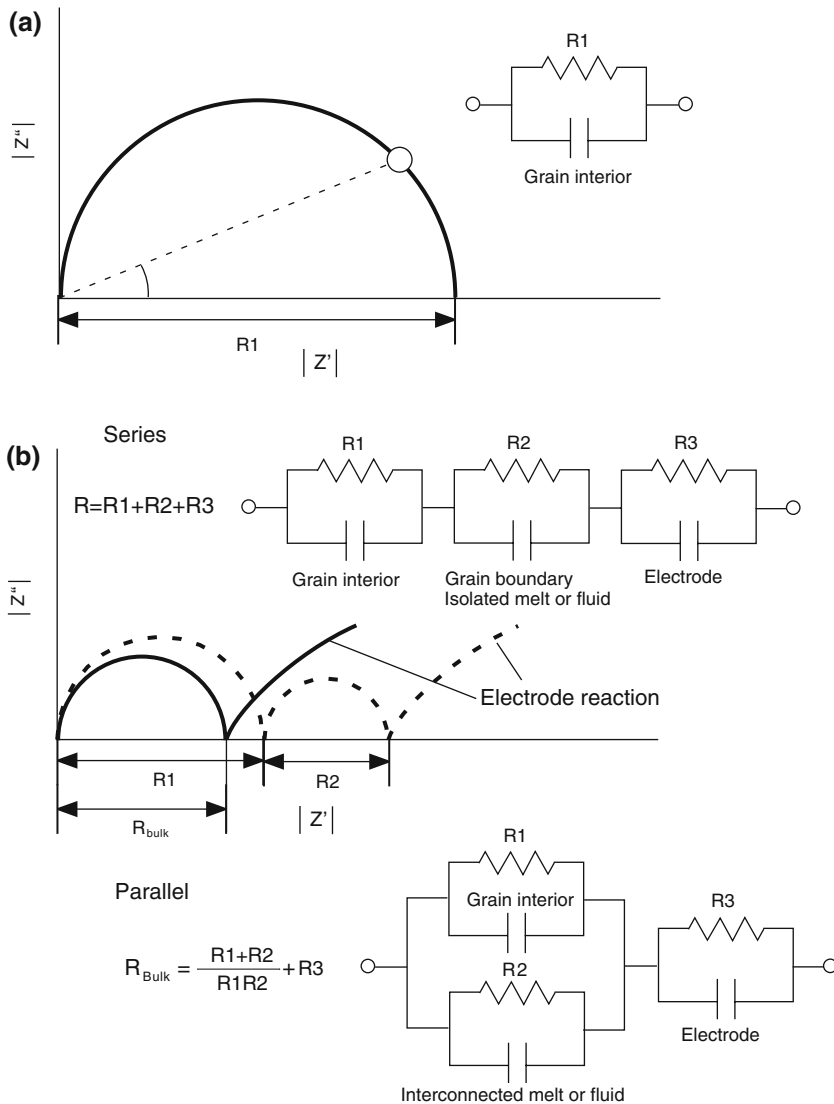 (a)
R1
| Z“ |
Grain interior
R1
| Z’ |
(b)
Series
R=R1+R2+R3
R1
R2
R3
Grain interior
Grain boundary
Isolated melt or fluid
Electrode
| Z“ |
Electrode reaction
R1
R2
Rbulk
| Z’ |
Parallel
R Bulk = R1+R2 / R1R2 + R3
R1
Grain interior
R2
Interconnected melt or fluid
R3
Electrode